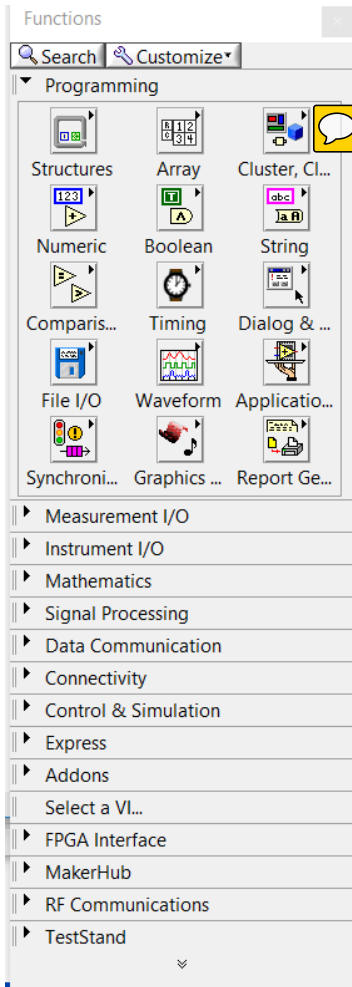 Functions
Search Customize
Programming
Structures Array Cluster, Cl...
123 abc
Numeric Boolean String
Comparis... Timing Dialog & ...
File I/O Waveform Applicatio...
Synchroni... Graphics ... Report Ge...
Measurement I/O
Instrument I/O
Mathematics
Signal Processing
Data Communication
Connectivity
Control & Simulation
Express
Addons
Select a VI...
FPGA Interface
MakerHub
RF Communications
TestStand